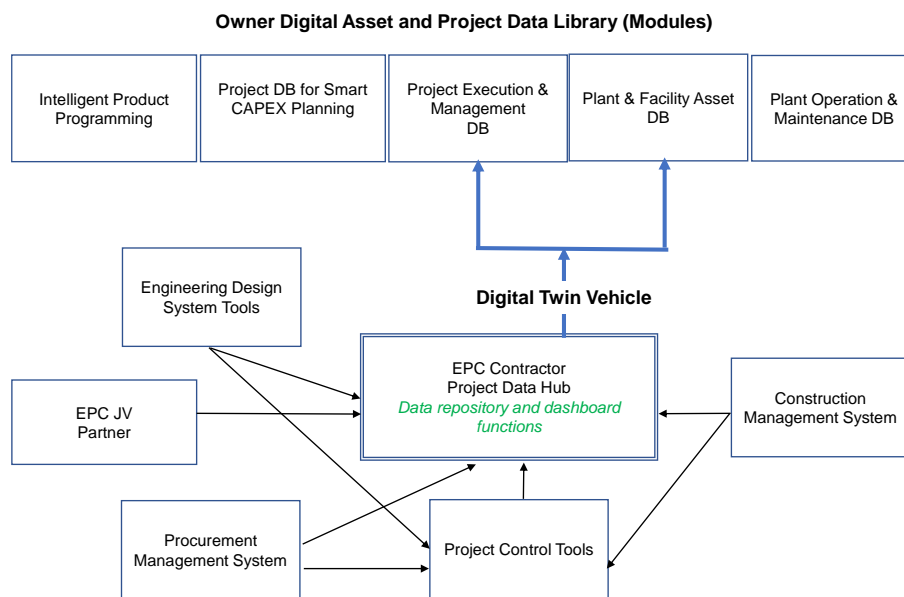 Owner Digital Asset and Project Data Library (Modules)
Intelligent Product
Programming
Project DB for Smart
CAPEX Planning
Project Execution &
Management
DB
Plant & Facility Asset
DB
Plant Operation &
Maintenance DB
Engineering Design
System Tools
Digital Twin Vehicle
EPC Contractor
Project Data Hub
Data repository and dashboard
functions
EPC JV
Partner
Construction
Management System
Procurement
Management System
Project Control Tools